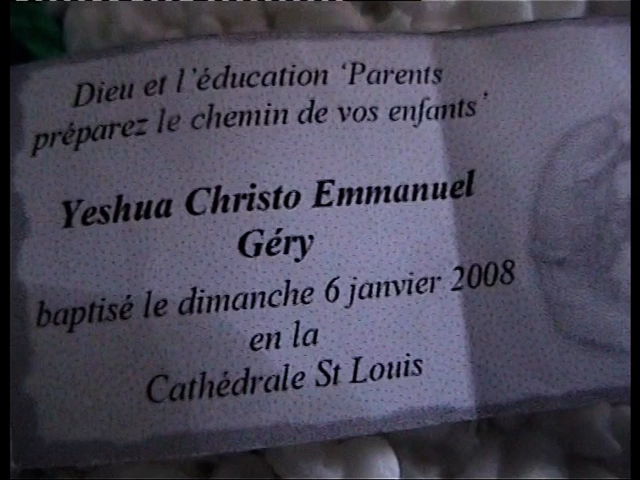 Dieu et l'éducation 'Parents
préparez le chemin de vos enfants'
Yeshua Christo Emmanuel
Géry
baptisé le dimanche 6 janvier 2008
en la
Cathédrale St Louis